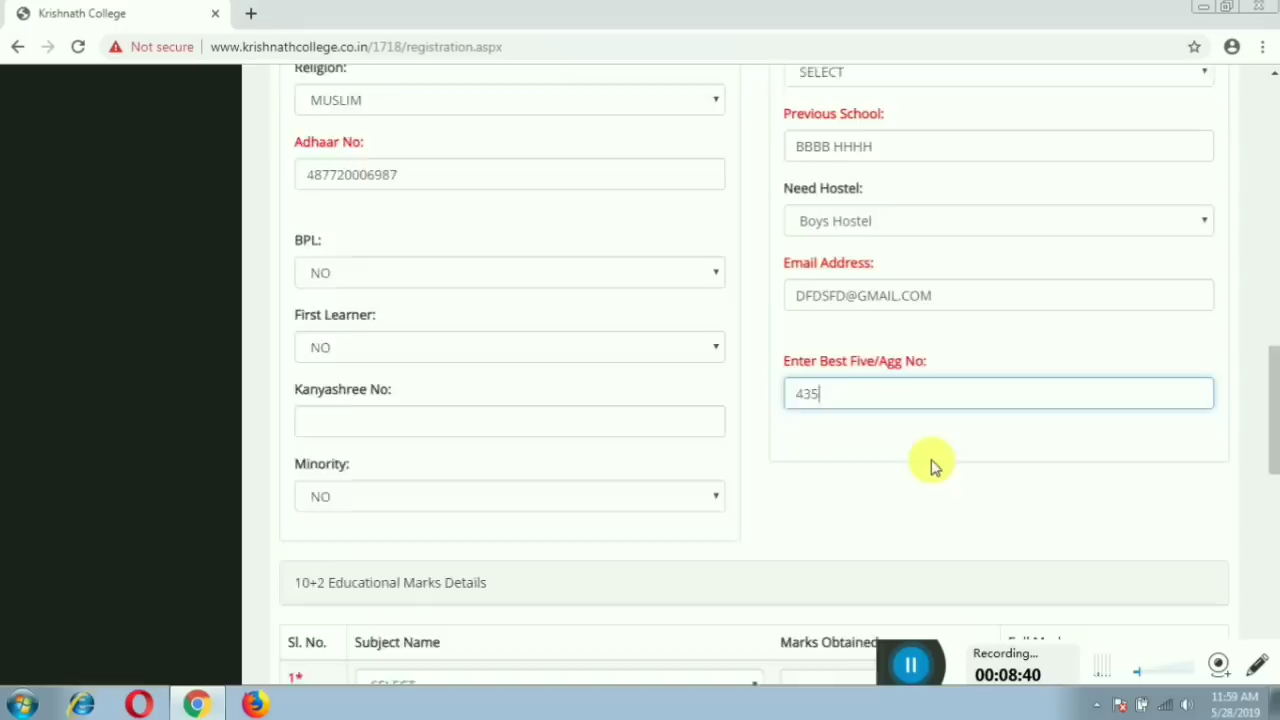 Krishnath College
Not secure
www.krishnathcollege.co.in/1718/registration.aspx
Religion:
MUSLIM
Adhaar No:
487720006987
BPL:
NO
First Learner:
NO
Kanyashree No:
Minority:
NO
SELECT
Previous School:
BBBB HHHH
Need Hostel:
Boys Hostel
Email Address:
DFDSFD@GMAIL.COM
Enter Best Five/Agg No:
435
10+2 Educational Marks Details
Sl. No. Subject Name Marks Obtained
1* SELECT
Recording...
00:08:40
11:59 AM
5/28/2019